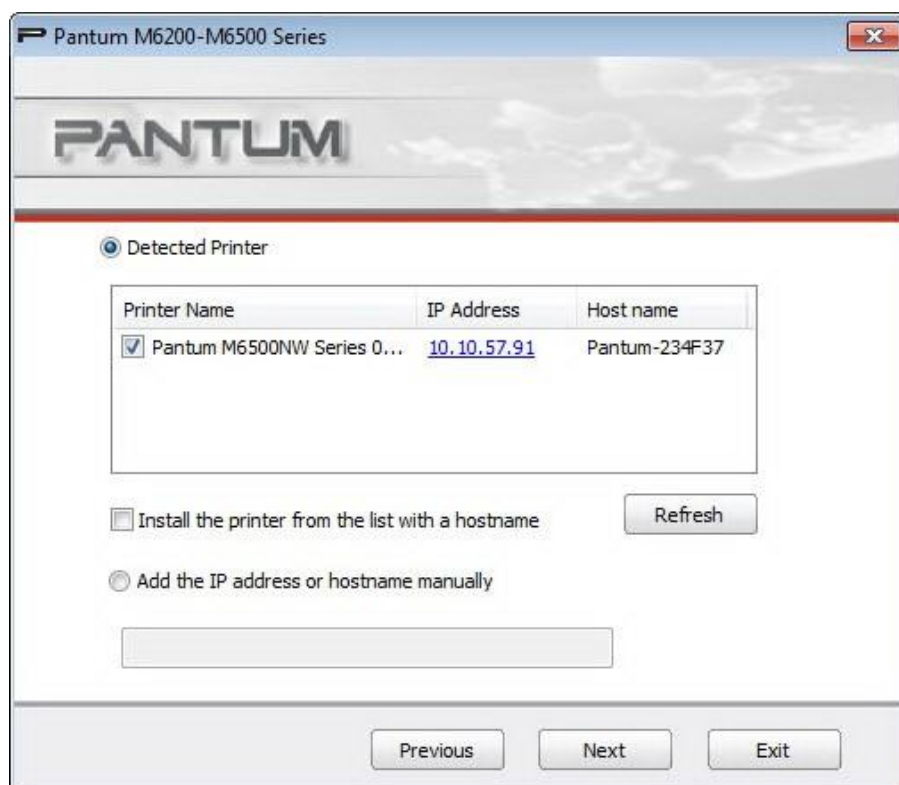 Pantum M6200-M6500 Series
PANTUM
Detected Printer
Printer Name IP Address Host name
Pantum M6500NW Series 0... 10.10.57.91 Pantum-234F37
Install the printer from the list with a hostname Refresh
Add the IP address or hostname manually
Previous Next Exit